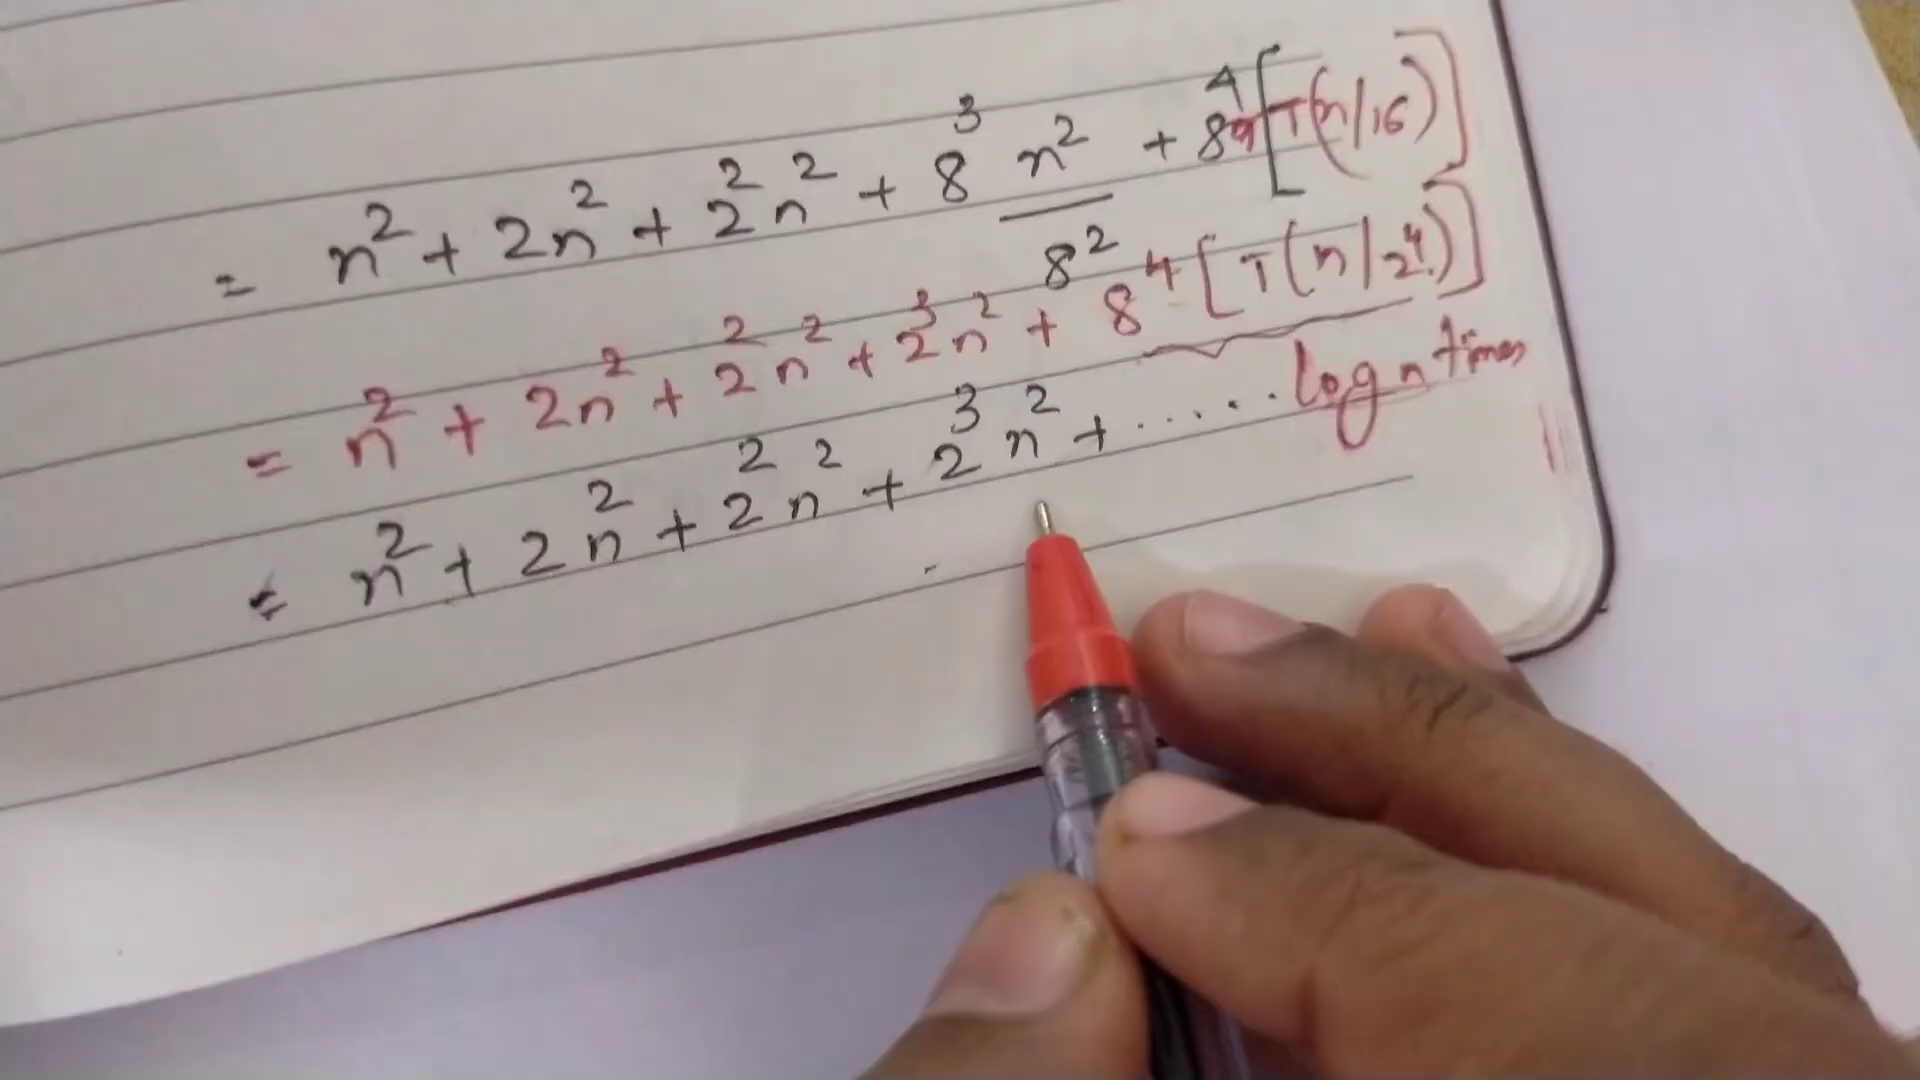 = n² + 2n² + 2²n² + 8³ n²/8² + 8⁴[T(n/16)]
= n² + 2n² + 2²n² + 2³n² + 8⁴[T(n/2⁴)]
= n² + 2n² + 2²n² + 2³n² + ..... log n times